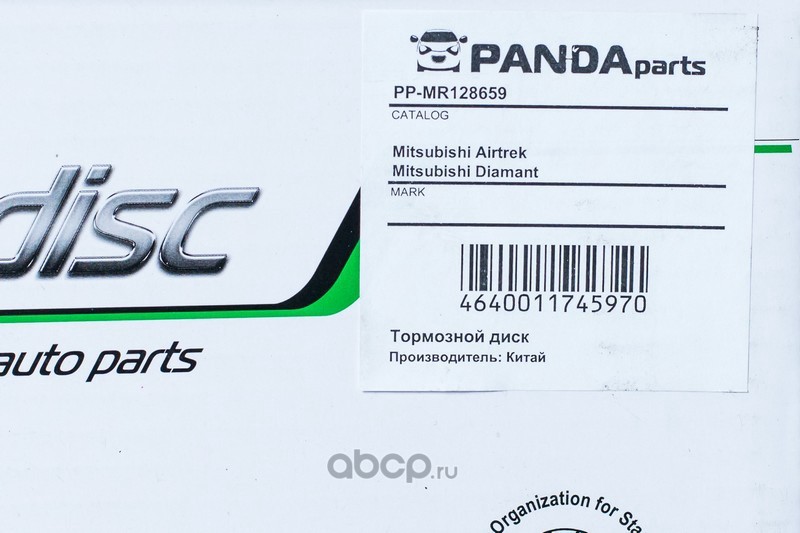 PANDAparts
PP-MR128659
CATALOG
Mitsubishi Airtrek
Mitsubishi Diamant
MARK
disc
4640011745970
Тормозной диск
Производитель: Китай
auto parts
abcp.ru
Organization for Sta